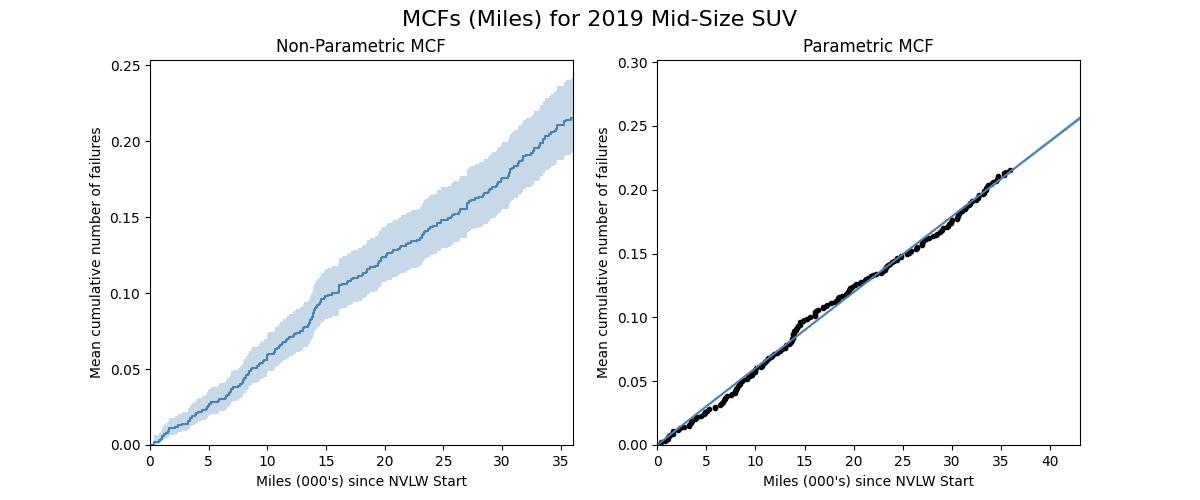 MCFs (Miles) for 2019 Mid-Size SUV
Non-Parametric MCF
Mean cumulative number of failures
0.25
0.20
0.15
0.10
0.05
0.00
0 5 10 15 20 25 30 35
Miles (000's) since NVLW Start
Parametric MCF
Mean cumulative number of failures
0.30
0.25
0.20
0.15
0.10
0.05
0.00
0 5 10 15 20 25 30 35 40
Miles (000's) since NVLW Start